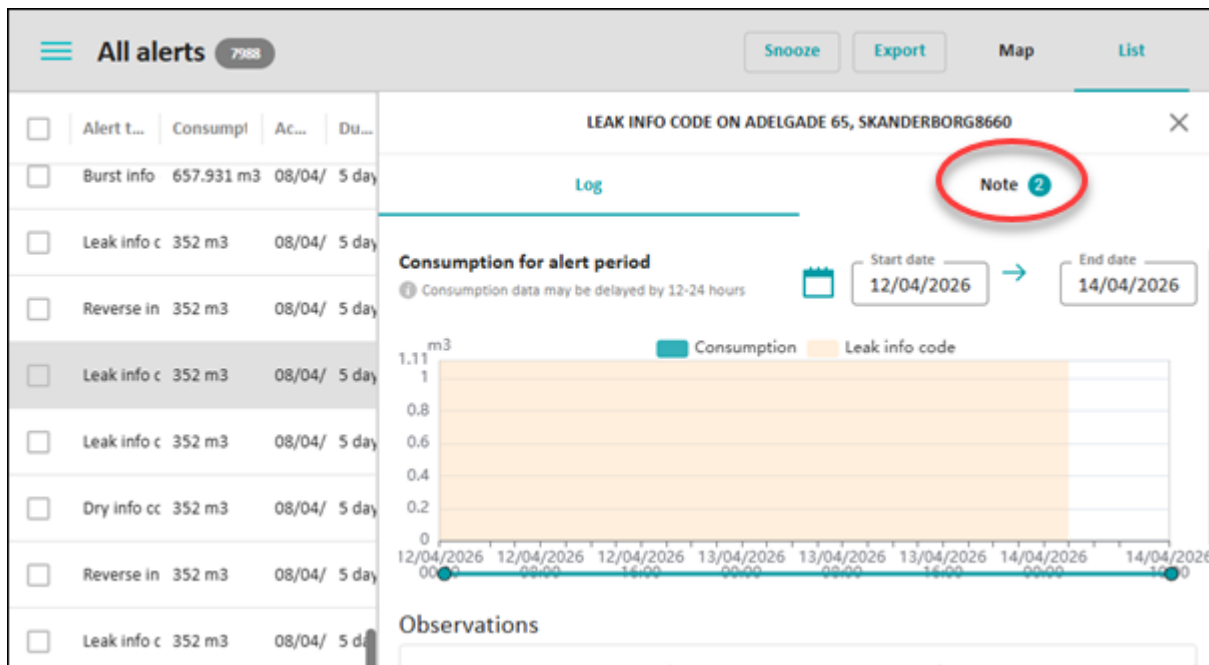 All alerts 7988 Snooze Export Map List
Alert t... Consumpt Ac... Du...
Burst info 657.931 m3 08/04/ 5 day
Leak info c 352 m3 08/04/ 5 day
Reverse in 352 m3 08/04/ 5 day
Leak info c 352 m3 08/04/ 5 day
Leak info c 352 m3 08/04/ 5 day
Dry info cc 352 m3 08/04/ 5 day
Reverse in 352 m3 08/04/ 5 day
Leak info c 352 m3 08/04/ 5 da
LEAK INFO CODE ON ADELGADE 65, SKANDERBORG8660
Log Note 2
Consumption for alert period
Consumption data may be delayed by 12-24 hours
Start date End date
12/04/2026 → 14/04/2026
m3 Consumption Leak info code
1.11
1
0.8
0.6
0.4
0.2
0
12/04/2026 12/04/2026 12/04/2026 13/04/2026 13/04/2026 13/04/2026 14/04/2026 14/04/2026
08:00 16:00 00:00 08:00 16:00 00:00
Observations